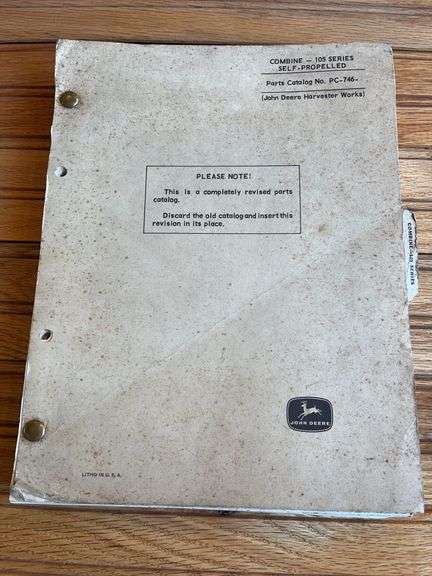 COMBINE — 105 SERIES
SELF-PROPELLED
Parts Catalog No. PC-746-
(John Deere Harvester Works)
PLEASE NOTE!
This is a completely revised parts
catalog.
Discard the old catalog and insert this
revision in its place.
JOHN DEERE
LITHO IN U. S. A.